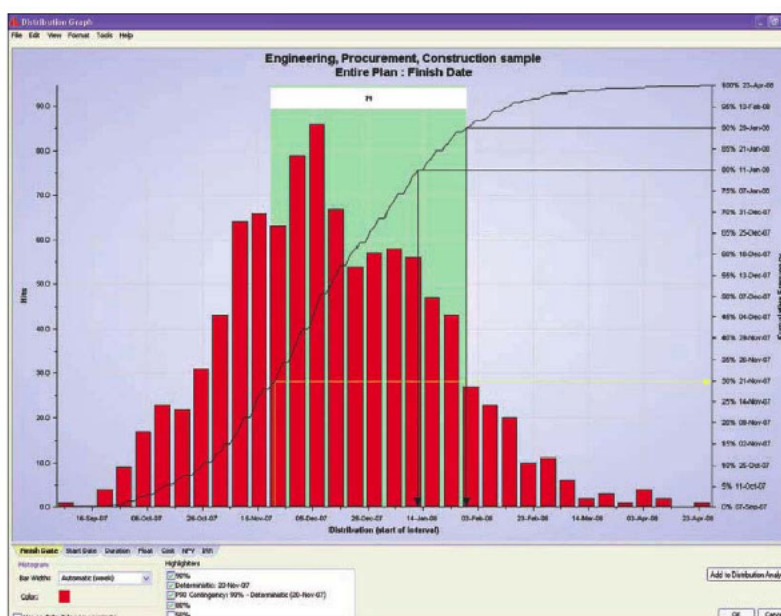 Distribution Graph
File Edit View Format Tools Help
Engineering, Procurement, Construction sample
Entire Plan : Finish Date
Hits
90.0
80.0
70.0
60.0
50.0
40.0
30.0
20.0
10.0
0.0
100% 23-Apr-08
95% 13-Feb-08
90% 29-Jan-08
85% 21-Jan-08
80% 11-Jan-08
75% 07-Jan-08
70% 31-Dec-07
65% 25-Dec-07
60% 18-Dec-07
55% 13-Dec-07
50% 07-Dec-07
45% 04-Dec-07
40% 29-Nov-07
35% 26-Nov-07
30% 21-Nov-07
25% 14-Nov-07
20% 09-Nov-07
15% 03-Nov-07
10% 25-Oct-07
5% 11-Oct-07
0% 07-Sep-07
16-Sep-07 06-Oct-07 26-Oct-07 15-Nov-07 05-Dec-07 25-Dec-07 14-Jan-08 03-Feb-08 23-Feb-08 14-Mar-08 03-Apr-08 23-Apr-08
Distribution (start of interval)
Finish Date Start Date Duration Float Cost NPV IRR
Histogram
Bar Width: Automatic (week)
Color:
Highlighters
90%
Deterministic: 20-Nov-07
P90 Contingency: 90% - Deterministic (20-Nov-07)
80%
50%
Add to Distribution Analy
OK Cance